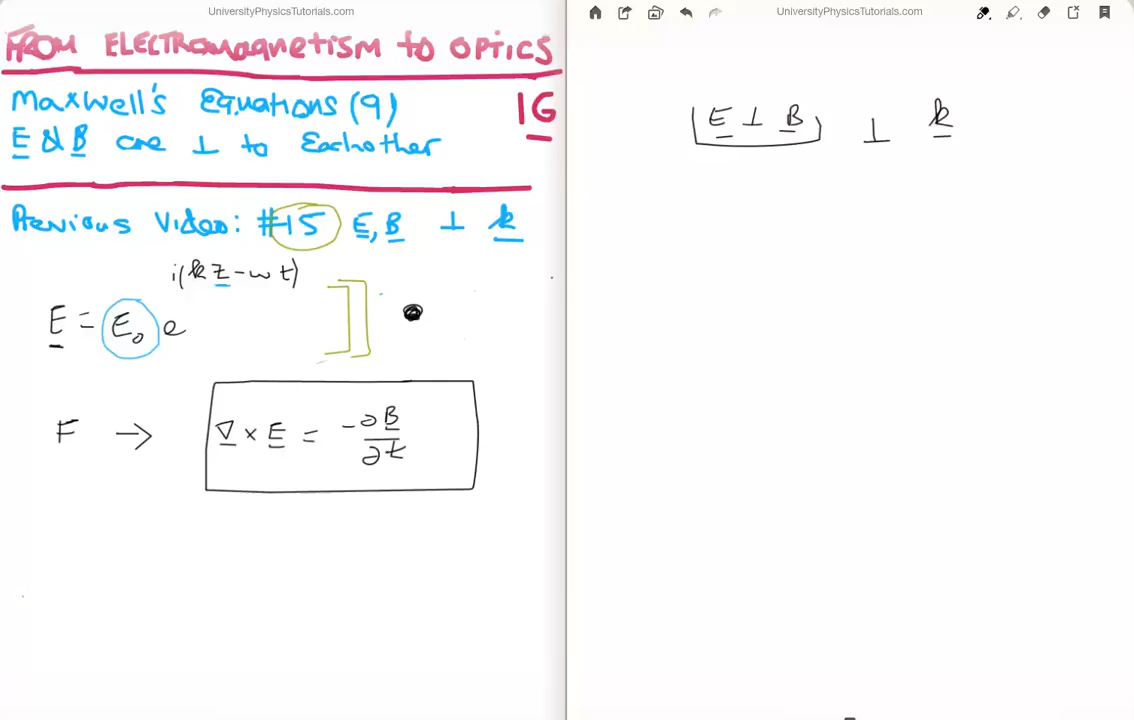 UniversityPhysicsTutorials.com
FROM ELECTROmagnetism to OPTICS
Maxwell's Equations (9)
16
E & B are ⊥ to Eachother
Previous Video: #15 E, B ⊥ k
i(kz-wt)
E = E₀ e
F → ∇ × E = -∂B
∂t
UniversityPhysicsTutorials.com
E ⊥ B ⊥ k